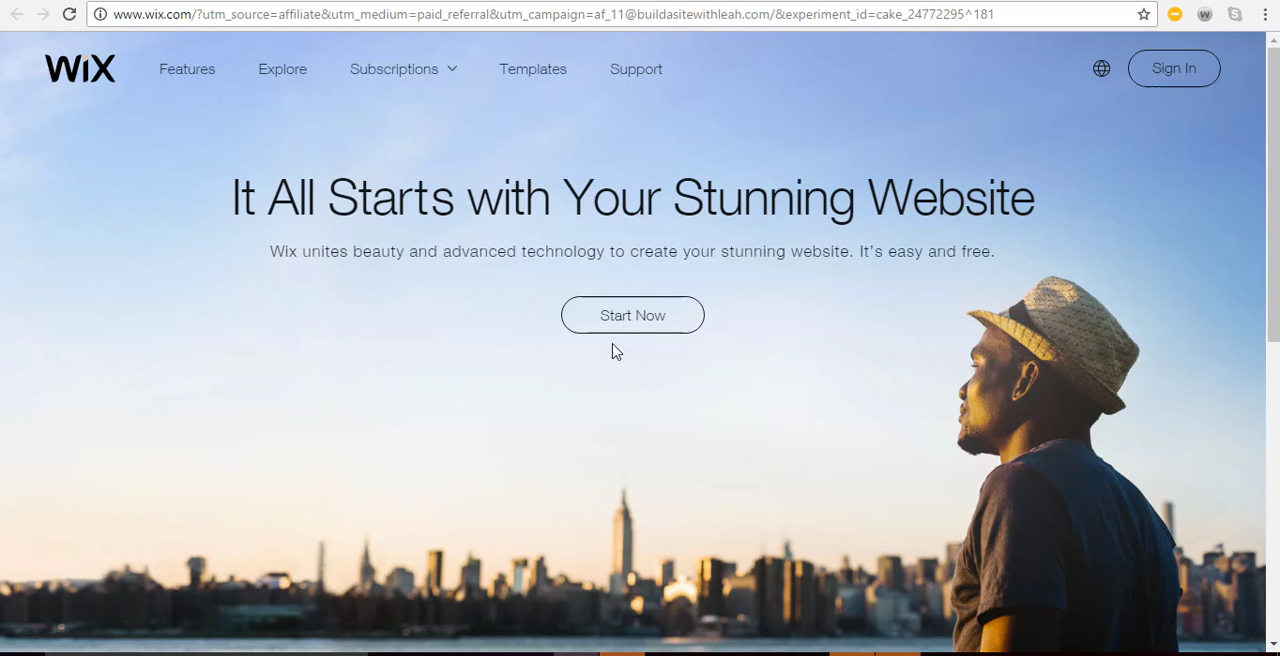 www.wix.com/?utm_source=affiliate&utm_medium=paid_referral&utm_campaign=af_11@buildasitewithleah.com/&experiment_id=cake_24772295^181
WiX Features Explore Subscriptions Templates Support Sign In
It All Starts with Your Stunning Website
Wix unites beauty and advanced technology to create your stunning website. It's easy and free.
Start Now